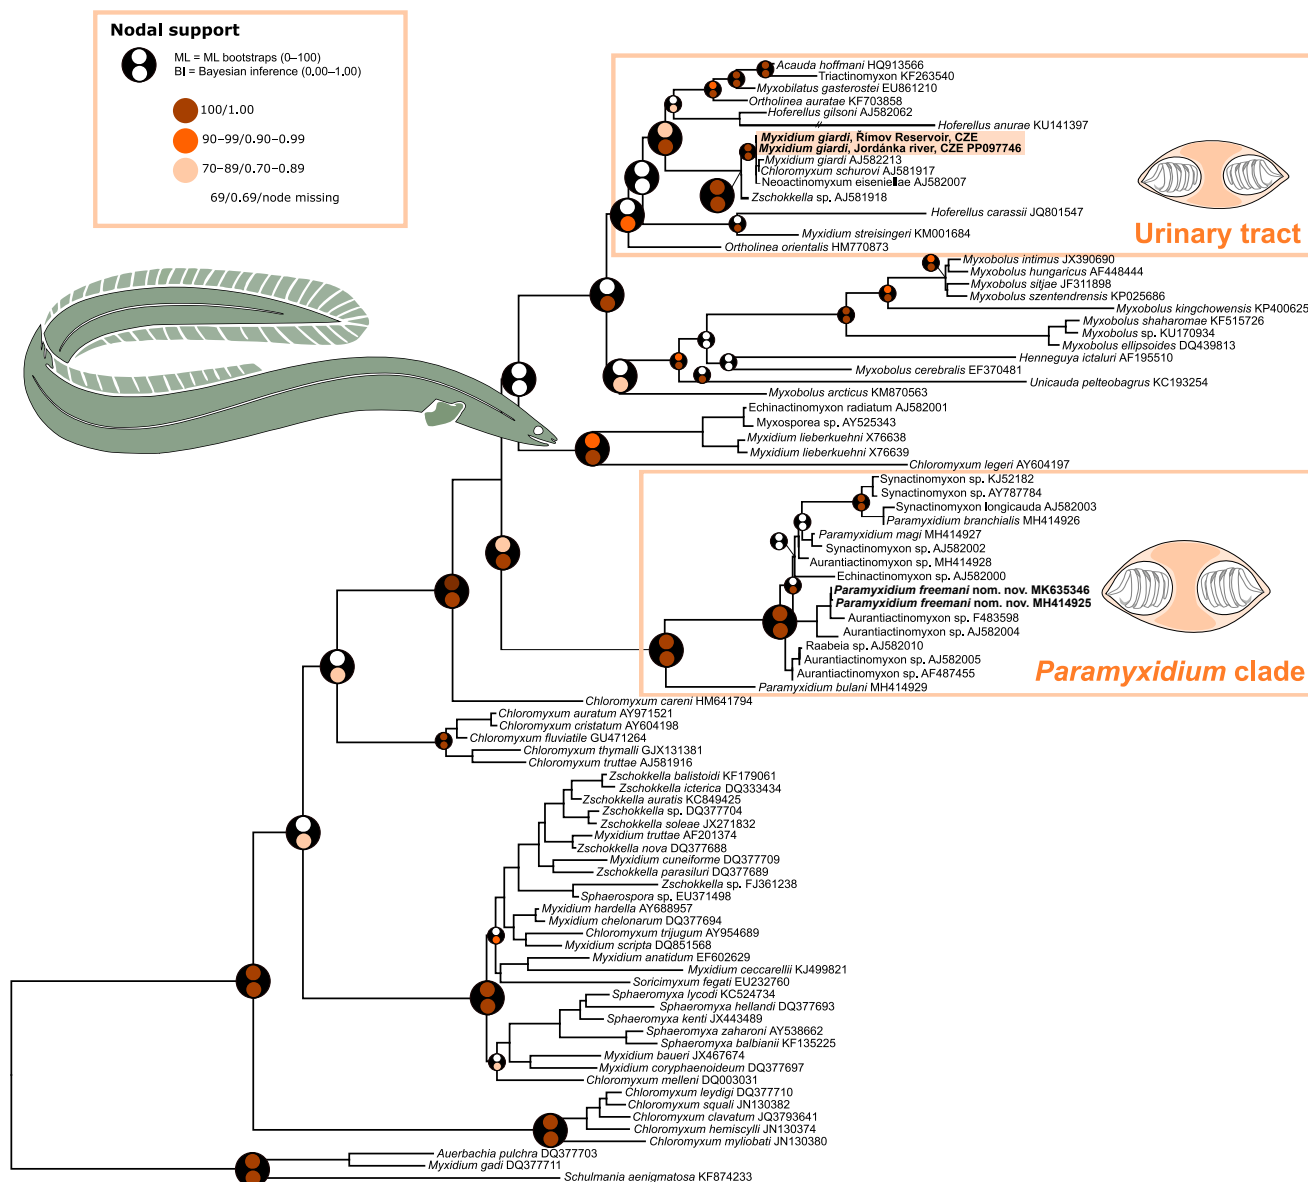 Nodal support
ML = ML bootstraps (0–100)
BI = Bayesian inference (0.00–1.00)
100/1.00
90–99/0.90–0.99
70–89/0.70–0.89
69/0.69/node missing
Acauda hoffmani HQ913566
Triactinomyxon KF263540
Myxobilatus gasterostei EU861210
Ortholinea auratae KF703858
Hoferellus gilsoni AJ582062
Hoferellus anurae KU141397
Myxidium giardi, Římov Reservoir, CZE
Myxidium giardi, Jordánka river, CZE PP097746
Myxidium giardi AJ582213
Chloromyxum schurovi AJ581917
Neoactinomyxum eiseniellae AJ582007
Zschokkella sp. AJ581918
Hoferellus carassii JQ801547
Myxidium streisingeri KM001684
Ortholinea orientalis HM770873
Urinary tract
Myxobolus intimus JX390690
Myxobolus hungaricus AF448444
Myxobolus sitjae JF311898
Myxobolus szentendrensis KP025686
Myxobolus kingchowensis KP400625
Myxobolus shaharomae KF515726
Myxobolus sp. KU170934
Myxobolus ellipsoides DQ439813
Henneguya ictaluri AF195510
Myxobolus cerebralis EF370481
Unicauda pelteobagrus KC193254
Myxobolus arcticus KM870563
Echinactinomyxon radiatum AJ582001
Myxosporea sp. AY525343
Myxidium lieberkuehni X76638
Myxidium lieberkuehni X76639
Chloromyxum legeri AY604197
Synactinomyxon sp. KJ52182
Synactinomyxon sp. AY787784
Synactinomyxon longicauda AJ582003
Paramyxidium branchialis MH414926
Paramyxidium magi MH414927
Synactinomyxon sp. AJ582002
Aurantiactinomyxon sp. MH414928
Echinactinomyxon sp. AJ582000
Paramyxidium freemani nom. nov. MK635346
Paramyxidium freemani nom. nov. MH414925
Aurantiactinomyxon sp. F483598
Aurantiactinomyxon sp. AJ582004
Raabeia sp. AJ582010
Aurantiactinomyxon sp. AJ582005
Aurantiactinomyxon sp. AF487455
Paramyxidium bulani MH414929
Paramyxidium clade
Chloromyxum careni HM641794
Chloromyxum auratum AY971521
Chloromyxum cristatum AY604198
Chloromyxum fluviatile GU471264
Chloromyxum thymalli GJX131381
Chloromyxum truttae AJ581916
Zschokkella balistoidi KF179061
Zschokkella icterica DQ333434
Zschokkella auratis KC849425
Zschokkella sp. DQ377704
Zschokkella soleae JX271832
Myxidium truttae AF201374
Zschokkella nova DQ377688
Myxidium cuneiforme DQ377709
Zschokkella parasiluri DQ377689
Zschokkella sp. FJ361238
Sphaerospora sp. EU371498
Myxidium hardella AY688957
Myxidium chelonarum DQ377694
Chloromyxum trijugum AY954689
Myxidium scripta DQ851568
Myxidium anatidum EF602629
Myxidium ceccarellii KJ499821
Soricimyxum fegati EU232760
Sphaeromyxa lycodi KC524734
Sphaeromyxa hellandi DQ377693
Sphaeromyxa kenti JX443489
Sphaeromyxa zaharoni AY538662
Sphaeromyxa balbianii KF135225
Myxidium baueri JX467674
Myxidium coryphaenoideum DQ377697
Chloromyxum melleni DQ003031
Chloromyxum leydigi DQ377710
Chloromyxum squali JN130382
Chloromyxum clavatum JQ3793641
Chloromyxum hemiscylli JN130374
Chloromyxum myliobati JN130380
Auerbachia pulchra DQ377703
Myxidium gadi DQ377711
Schulmania aenigmatosa KF874233